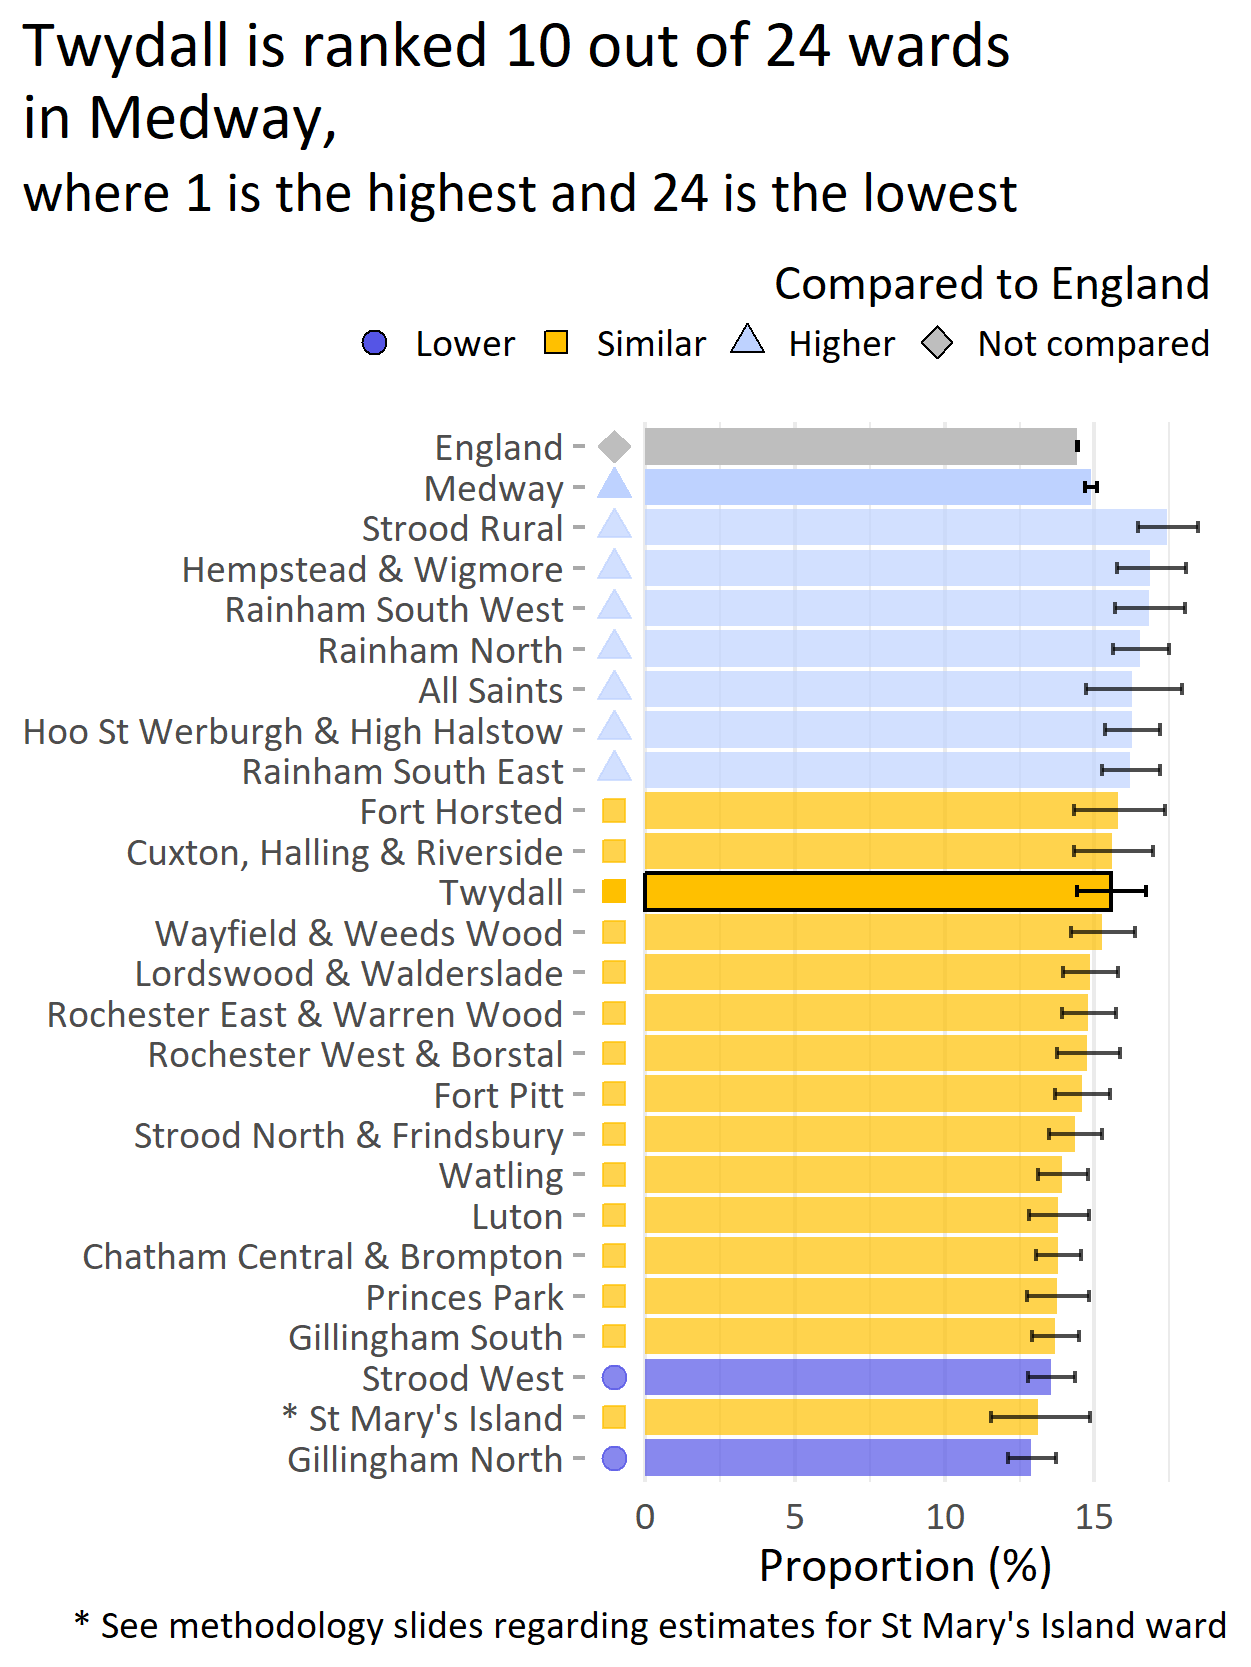 Twydall is ranked 10 out of 24 wards
in Medway,
where 1 is the highest and 24 is the lowest
Compared to England
Lower Similar Higher Not compared
England
Medway
Strood Rural
Hempstead & Wigmore
Rainham South West
Rainham North
All Saints
Hoo St Werburgh & High Halstow
Rainham South East
Fort Horsted
Cuxton, Halling & Riverside
Twydall
Wayfield & Weeds Wood
Lordswood & Walderslade
Rochester East & Warren Wood
Rochester West & Borstal
Fort Pitt
Strood North & Frindsbury
Watling
Luton
Chatham Central & Brompton
Princes Park
Gillingham South
Strood West
* St Mary's Island
Gillingham North
0 5 10 15
Proportion (%)
* See methodology slides regarding estimates for St Mary's Island ward